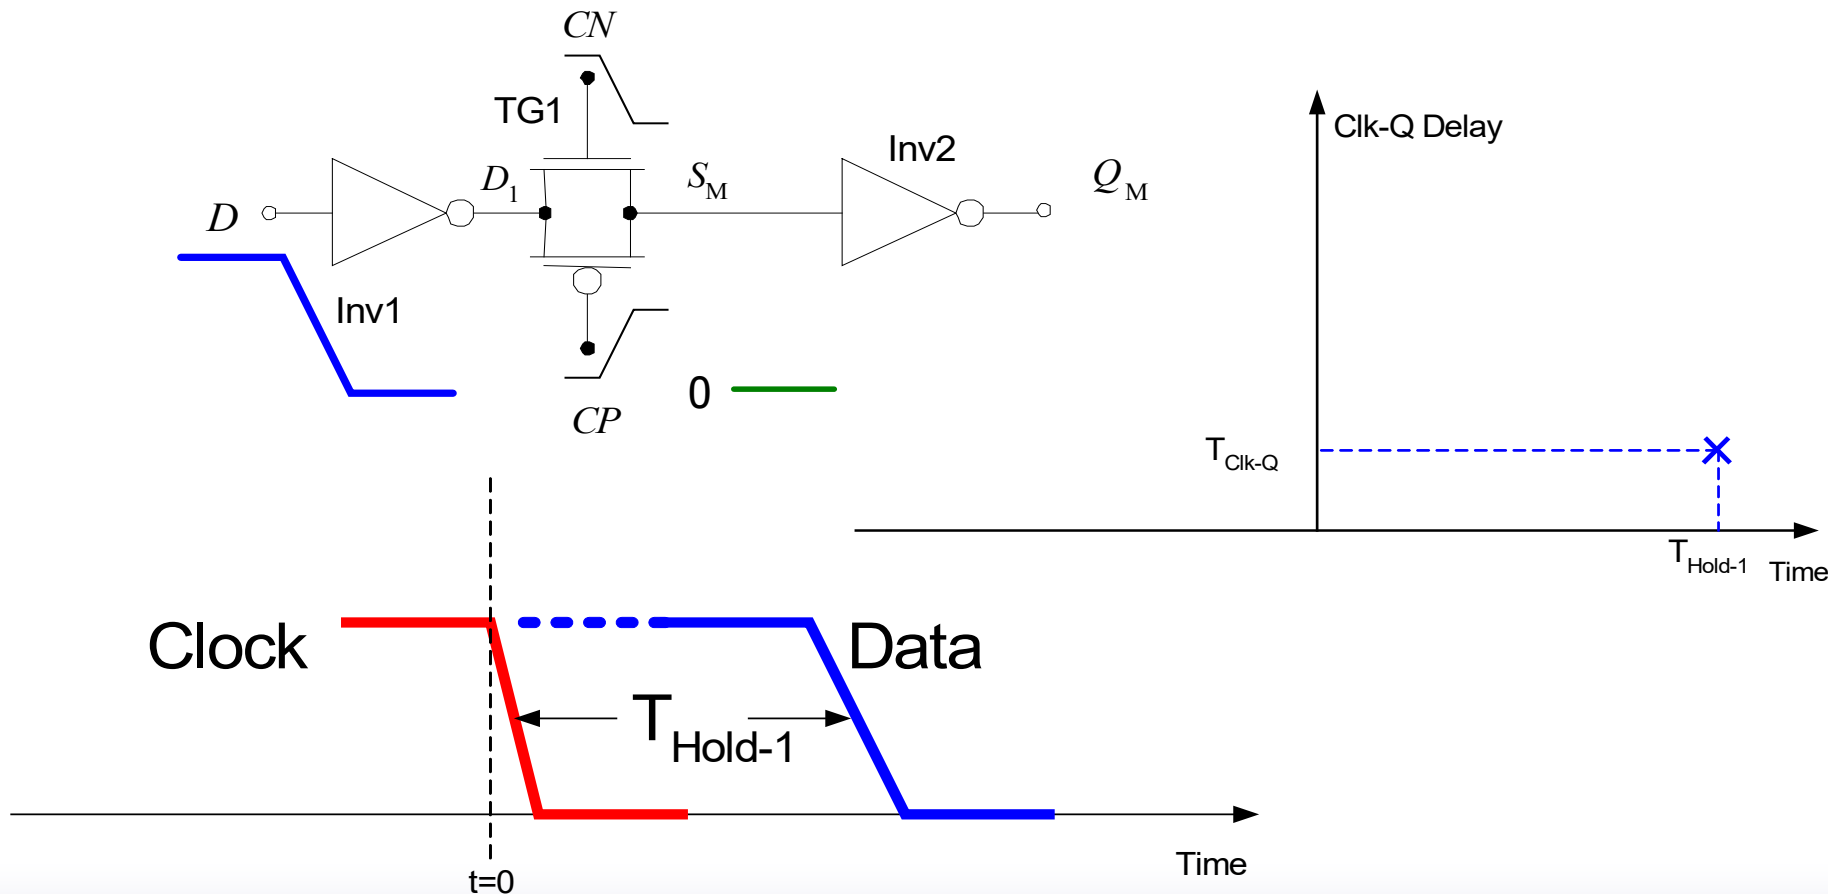 CN
TG1
Inv2
Clk-Q Delay
D
D1
SM
QM
Inv1
0
CP
TClk-Q
THold-1
Time
Clock
Data
THold-1
Time
t=0